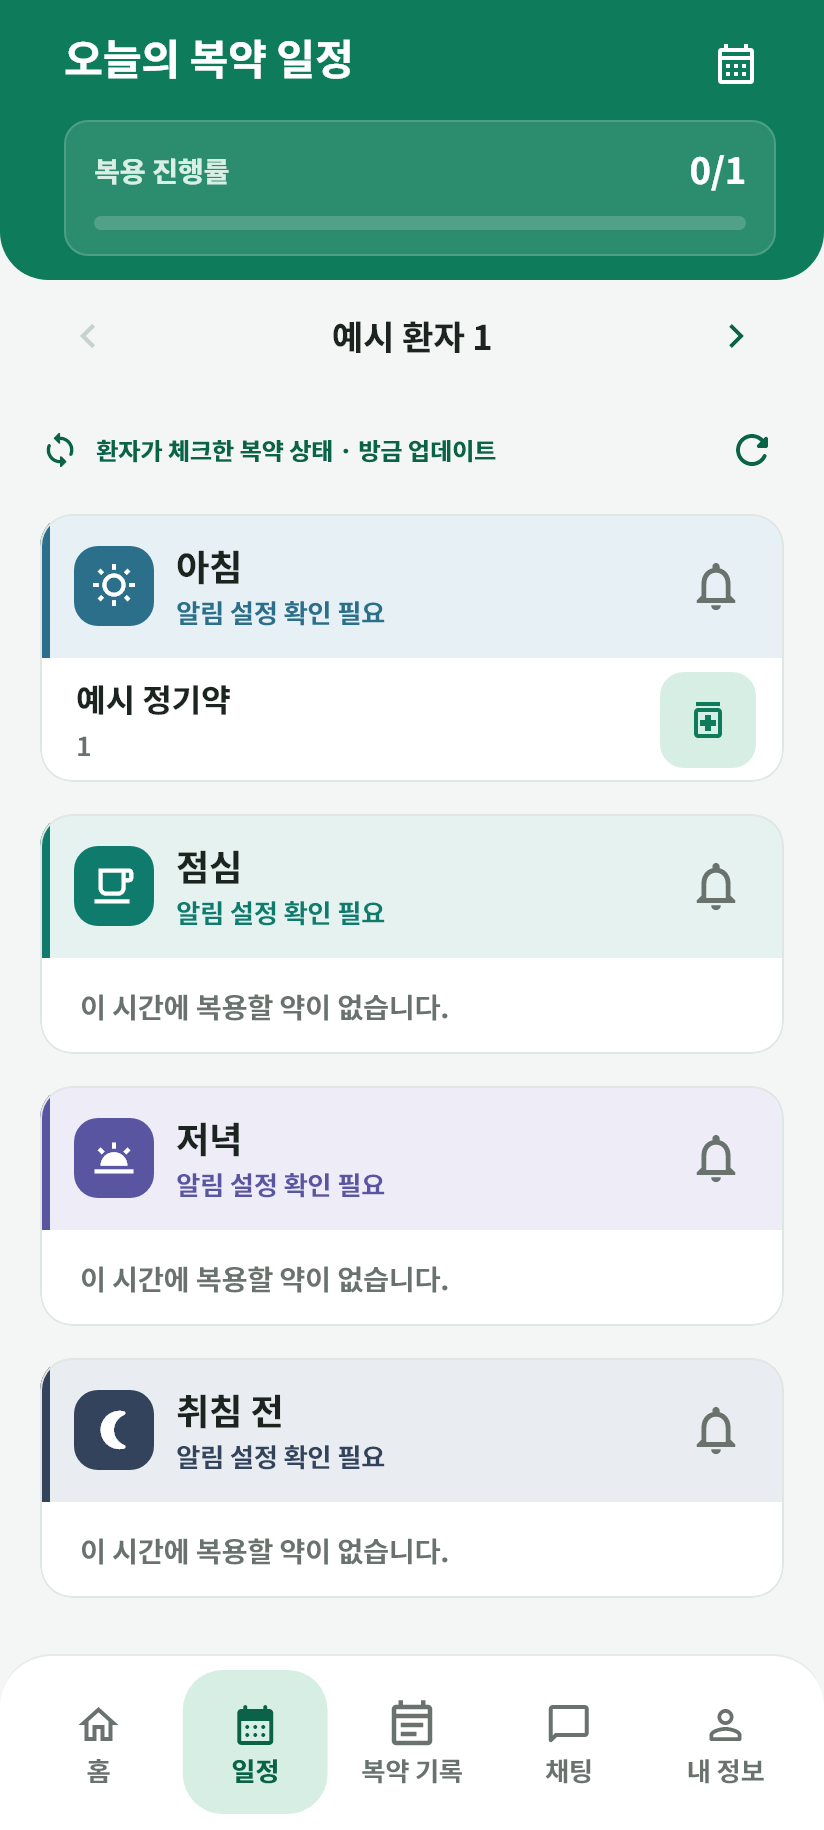 오늘의 복약 일정
복용 진행률 0/1
예시 환자 1
환자가 체크한 복약 상태 · 방금 업데이트
아침
알림 설정 확인 필요
예시 정기약
1
점심
알림 설정 확인 필요
이 시간에 복용할 약이 없습니다.
저녁
알림 설정 확인 필요
이 시간에 복용할 약이 없습니다.
취침 전
알림 설정 확인 필요
이 시간에 복용할 약이 없습니다.
홈 일정 복약 기록 채팅 내 정보